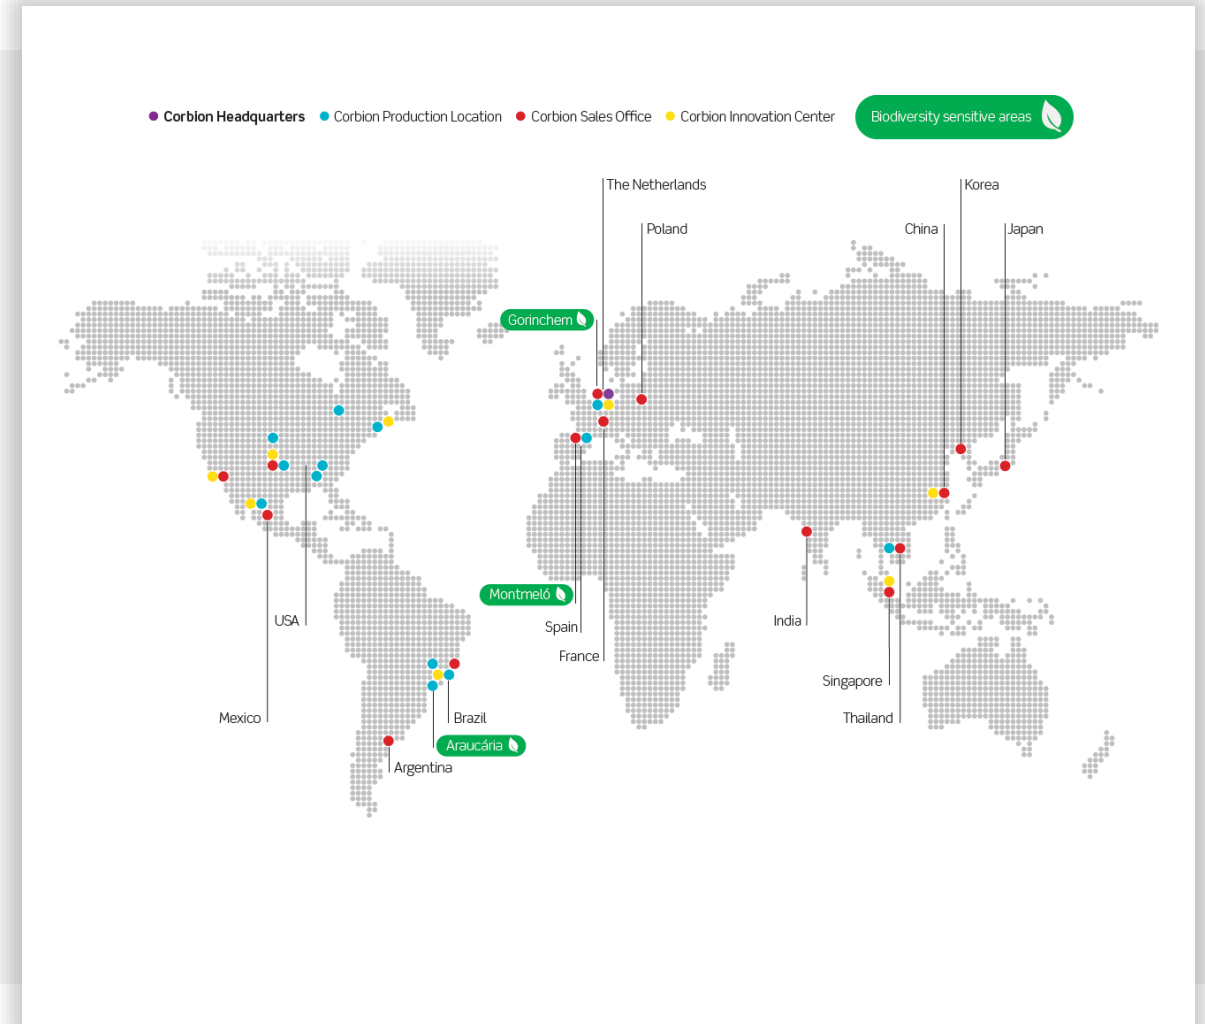 Corbion Headquarters
Corbion Production Location
Corbion Sales Office
Corbion Innovation Center
Biodiversity sensitive areas
The Netherlands
Korea
Poland
China
Japan
Gorinchem
Montmeló
USA
Spain
India
France
Singapore
Mexico
Brazil
Thailand
Araucária
Argentina